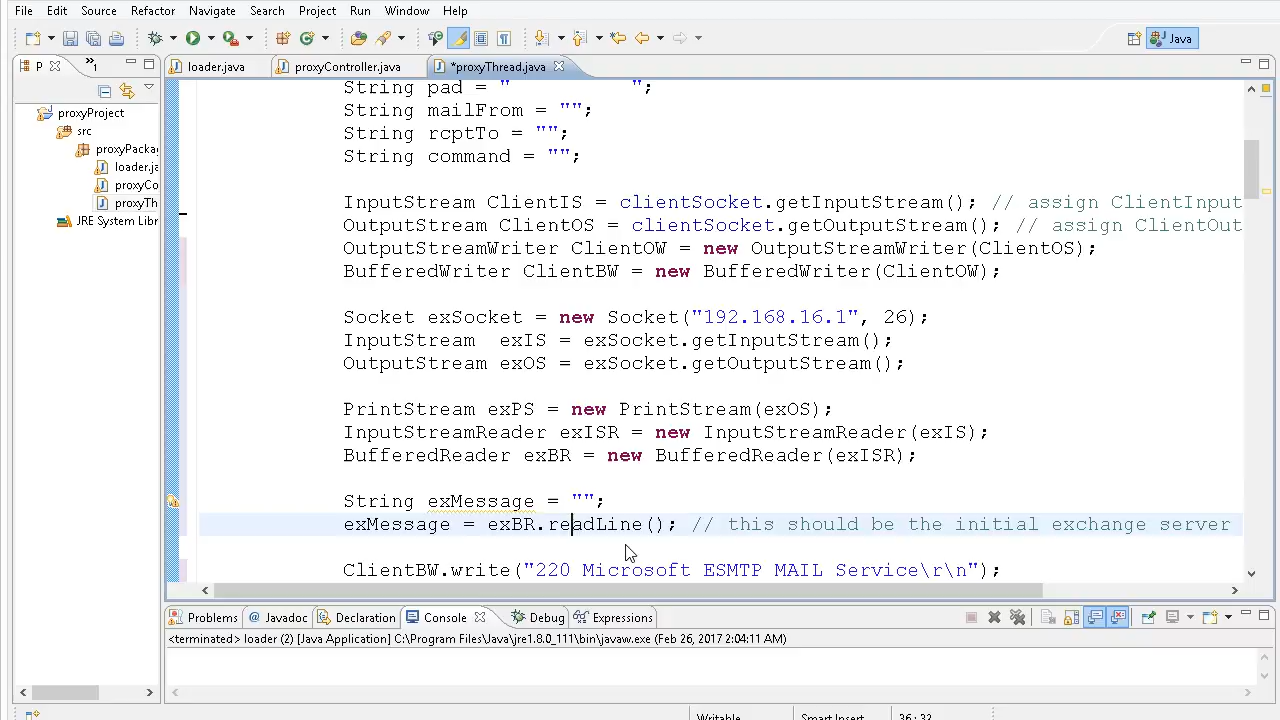 File Edit Source Refactor Navigate Search Project Run Window Help
Java
P
»1
loader.java
proxyController.java
*proxyThread.java
proxyProject
src
proxyPacka
loader.ja
proxyCo
proxyTh
JRE System Libr
String pad = " ";
String mailFrom = "";
String rcptTo = "";
String command = "";
InputStream ClientIS = clientSocket.getInputStream(); // assign ClientInput
OutputStream ClientOS = clientSocket.getOutputStream(); // assign ClientOut
OutputStreamWriter ClientOW = new OutputStreamWriter(ClientOS);
BufferedWriter ClientBW = new BufferedWriter(ClientOW);
Socket exSocket = new Socket("192.168.16.1", 26);
InputStream exIS = exSocket.getInputStream();
OutputStream exOS = exSocket.getOutputStream();
PrintStream exPS = new PrintStream(exOS);
InputStreamReader exISR = new InputStreamReader(exIS);
BufferedReader exBR = new BufferedReader(exISR);
String exMessage = "";
exMessage = exBR.readLine(); // this should be the initial exchange server
ClientBW.write("220 Microsoft ESMTP MAIL Service\r\n");
Problems @ Javadoc Declaration Console Debug Expressions
<terminated> loader (2) [Java Application] C:\Program Files\Java\jre1.8.0_111\bin\javaw.exe (Feb 26, 2017 2:04:11 AM)
Writable Smart Insert 36 : 32